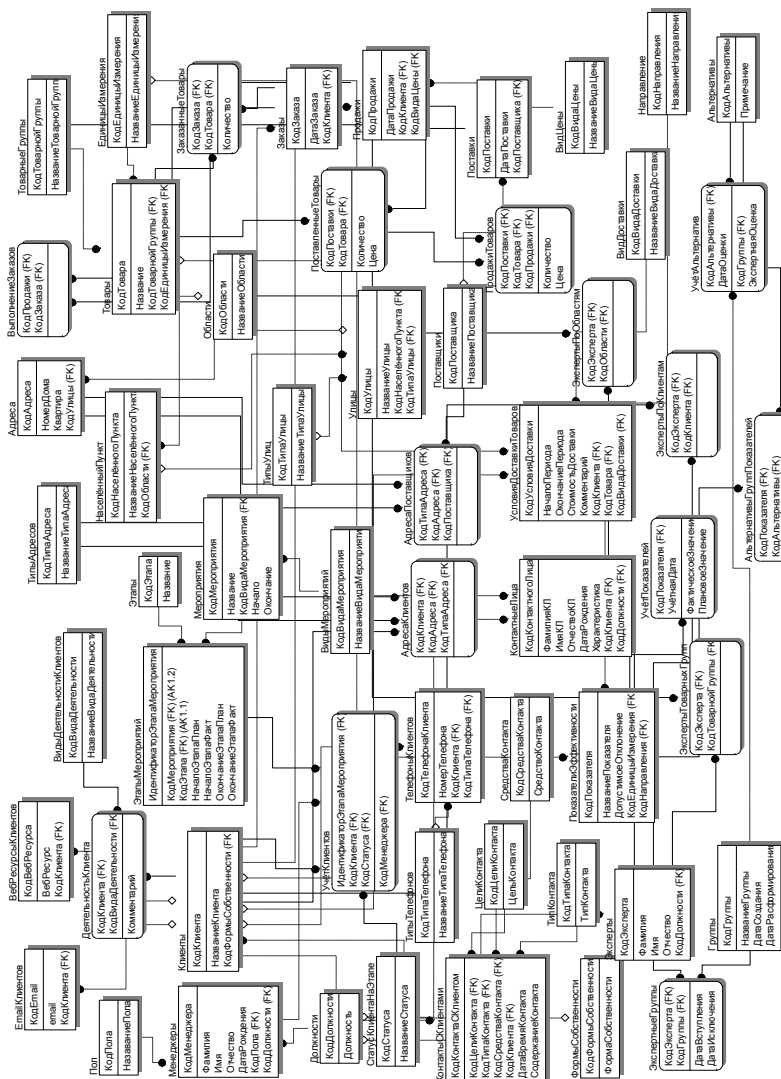 EmailКлиентов
КодEmail
email
КодКлиента (FK)
ВебРесурсыКлиентов
КодВебРесурса
ВебРесурс
КодКлиента (FK)
ВидыДеятельностиКлиентов
КодВидаДеятельности
НазваниеВидаДеятельности
ТипыАдресов
КодТипаАдреса
НазваниеТипаАдреса
Адреса
КодАдреса
НомерДома
Квартира
КодУлицы (FK)
ВыполнениеЗаказов
КодПродажи (FK)
КодЗаказа (FK)
ТоварныеГруппы
КодТоварнойГруппы
НазваниеТоварнойГрупп
Пол
КодПола
НазваниеПола
ДеятельностьКлиента
КодКлиента (FK)
КодВидаДеятельности (FK)
Комментарий
Этапы
КодЭтапа
Название
НаселённыйПункт
КодНаселённогоПункта
НазваниеНаселённогоПункта
КодОбласти (FK)
Товары
КодТовара
Название
КодТоварнойГруппы (FK)
КодЕдиницыИзмерения (FK)
ЕдиницыИзмерения
КодЕдиницыИзмерения
НазваниеЕдиницыИзмерени
Менеджеры
КодМенеджера
Фамилия
Имя
Отчество
ДатаРождения
КодПола (FK)
КодДолжности (FK)
Клиенты
КодКлиента
НазваниеКлиента
КодФормыСобственности (FK)
ЭтапыМероприятий
ИдентификаторЭтапаМероприятия
КодМероприятия (FK) (AK1.2)
КодЭтапа (FK) (AK1.1)
НачалоЭтапаПлан
НачалоЭтапаФакт
ОкончаниеЭтапаПлан
ОкончаниеЭтапаФакт
Мероприятия
КодМероприятия
Название
КодВидаМероприятия (FK)
Начало
Окончание
Области
КодОбласти
НазваниеОбласти
ЗаказанныеТовары
КодЗаказа (FK)
КодТовара (FK)
Количество
Должности
КодДолжности
Должность
УчётКлиентов
ИдентификаторЭтапаМероприятия (FK)
КодКлиента (FK)
КодСтатуса (FK)
КодМенеджера (FK)
ВидыМероприятий
КодВидаМероприятия
НазваниеВидаМероприятия
ТипыУлиц
КодТипаУлицы
НазваниеТипаУлицы
Улицы
КодУлицы
НазваниеУлицы
КодНаселённогоПункта (FK)
КодТипаУлицы (FK)
ПоставленныеТовары
КодПоставки (FK)
КодТовара (FK)
Количество
Цена
Заказы
КодЗаказа
ДатаЗаказа
КодКлиента (FK)
СтатусКлиентаНаЭтапе
КодСтатуса
НазваниеСтатуса
ТипыТелефонов
КодТипаТелефона
НазваниеТипаТелефона
ТелефоныКлиентов
КодТелефонаКлиента
НомерТелефона
КодКлиента (FK)
КодТипаТелефона (FK)
АдресаКлиентов
КодКлиента (FK)
КодАдреса (FK)
КодТипаАдреса (FK)
АдресаПоставщиков
КодТипаАдреса (FK)
КодАдреса (FK)
КодПоставщика (FK)
Поставщики
КодПоставщика
НазваниеПоставщика
Продажи
КодПродажи
ДатаПродажи
КодКлиента (FK)
КодВидаЦены (FK)
КонтактыСКлиентами
КодКонтактаСКлиентом
КодЦелиКонтакта (FK)
КодТипаКонтакта (FK)
КодСредстваКонтакта (FK)
КодКлиента (FK)
ДатаВремяКонтакта
СодержаниеКонтакта
ЦелиКонтакта
КодЦелиКонтакта
ЦельКонтакта
СредстваКонтакта
КодСредстваКонтакта
СредствоКонтакта
КонтактныеЛица
КодКонтактногоЛица
ФамилияКЛ
ИмяКЛ
ОтчествоКЛ
ДатаРождения
Характеристика
КодКлиента (FK)
КодДолжности (FK)
УсловияДоставкиТоваров
КодУсловияДоставки
НачалоПериода
ОкончаниеПериода
СтоимостьДоставки
Комментарий
КодКлиента (FK)
КодТовара (FK)
КодВидаДоставки (FK)
ПродажиТоваров
КодПоставки (FK)
КодТовара (FK)
КодПродажи (FK)
Количество
Цена
Поставки
КодПоставки
ДатаПоставки
КодПоставщика (FK)
ФормыСобственности
КодФормыСобственности
ФормаСобственности
ТипКонтакта
КодТипаКонтакта
ТипКонтакта
ПоказателиЭффективности
КодПоказателя
НазваниеПоказателя
ДопустимоеОтклонение
КодЕдиницыИзмерения (FK)
КодНаправления (FK)
ЭкспертыПоОбластям
КодЭксперта (FK)
КодОбласти (FK)
ВидЦены
КодВидаЦены
НазваниеВидаЦены
Эксперты
КодЭксперта
Фамилия
Имя
Отчество
КодДолжности (FK)
ЭкспертыТоварныхГрупп
КодЭксперта (FK)
КодТоварнойГруппы (FK)
УчётПоказателей
КодПоказателя (FK)
УчётнаяДата
ФактическоеЗначение
ПлановоеЗначение
ЭкспертыПоКлиентам
КодЭксперта (FK)
КодКлиента (FK)
ВидДоставки
КодВидаДоставки
НазваниеВидаДоставки
Направление
КодНаправления
НазваниеНаправлени
ЭкспертныеГруппы
КодЭксперта (FK)
КодГруппы (FK)
ДатаВступления
ДатаИсключения
Группы
КодГруппы
НазваниеГруппы
ДатаСоздания
ДатаРасформирования
АльтернативыГруппПоказателей
КодПоказателя (FK)
КодАльтернативы (FK)
УчётАльтернатив
КодАльтернативы (FK)
ДатаОценки
КодГруппы (FK)
ЭкспертнаяОценка
Альтернативы
КодАльтернативы
Примечание